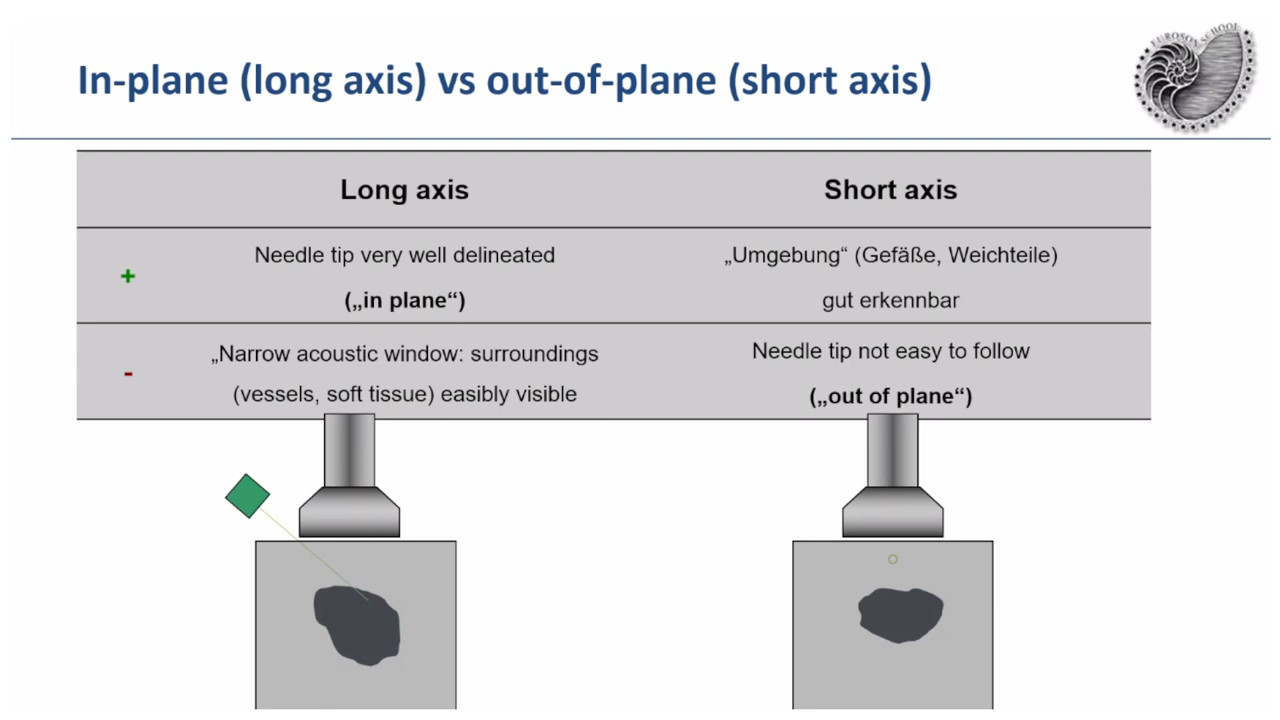 In-plane (long axis) vs out-of-plane (short axis)
EUROSON SCHOOL
Long axis
Short axis
+
Needle tip very well delineated
(„in plane“)
„Umgebung“ (Gefäße, Weichteile)
gut erkennbar
-
„Narrow acoustic window: surroundings
(vessels, soft tissue) easibly visible
Needle tip not easy to follow
(„out of plane“)